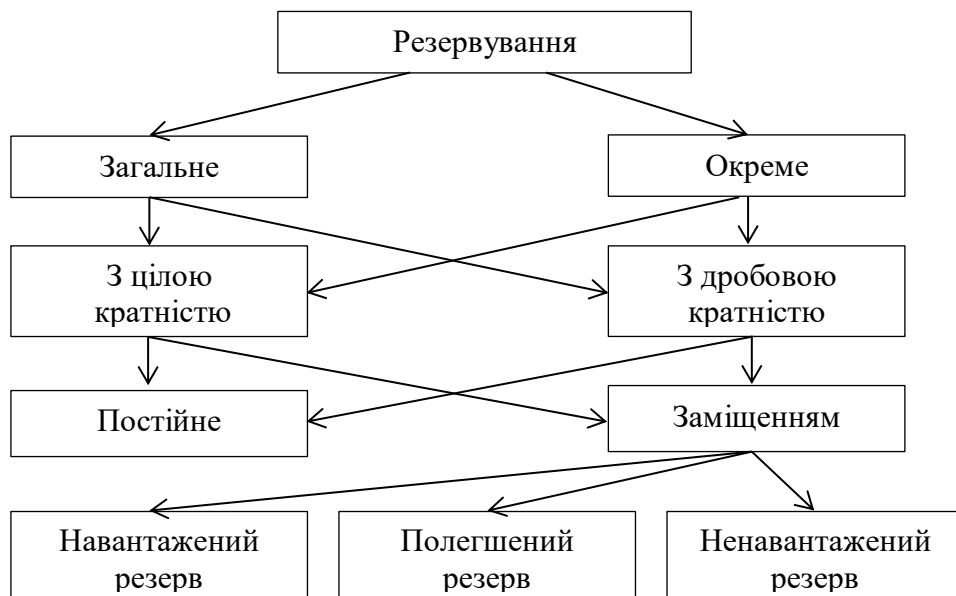 Резервування
Загальне
Окреме
З цілою
кратністю
З дробовою
кратністю
Постійне
Заміщенням
Навантажений
резерв
Полегшений
резерв
Ненавантажений
резерв